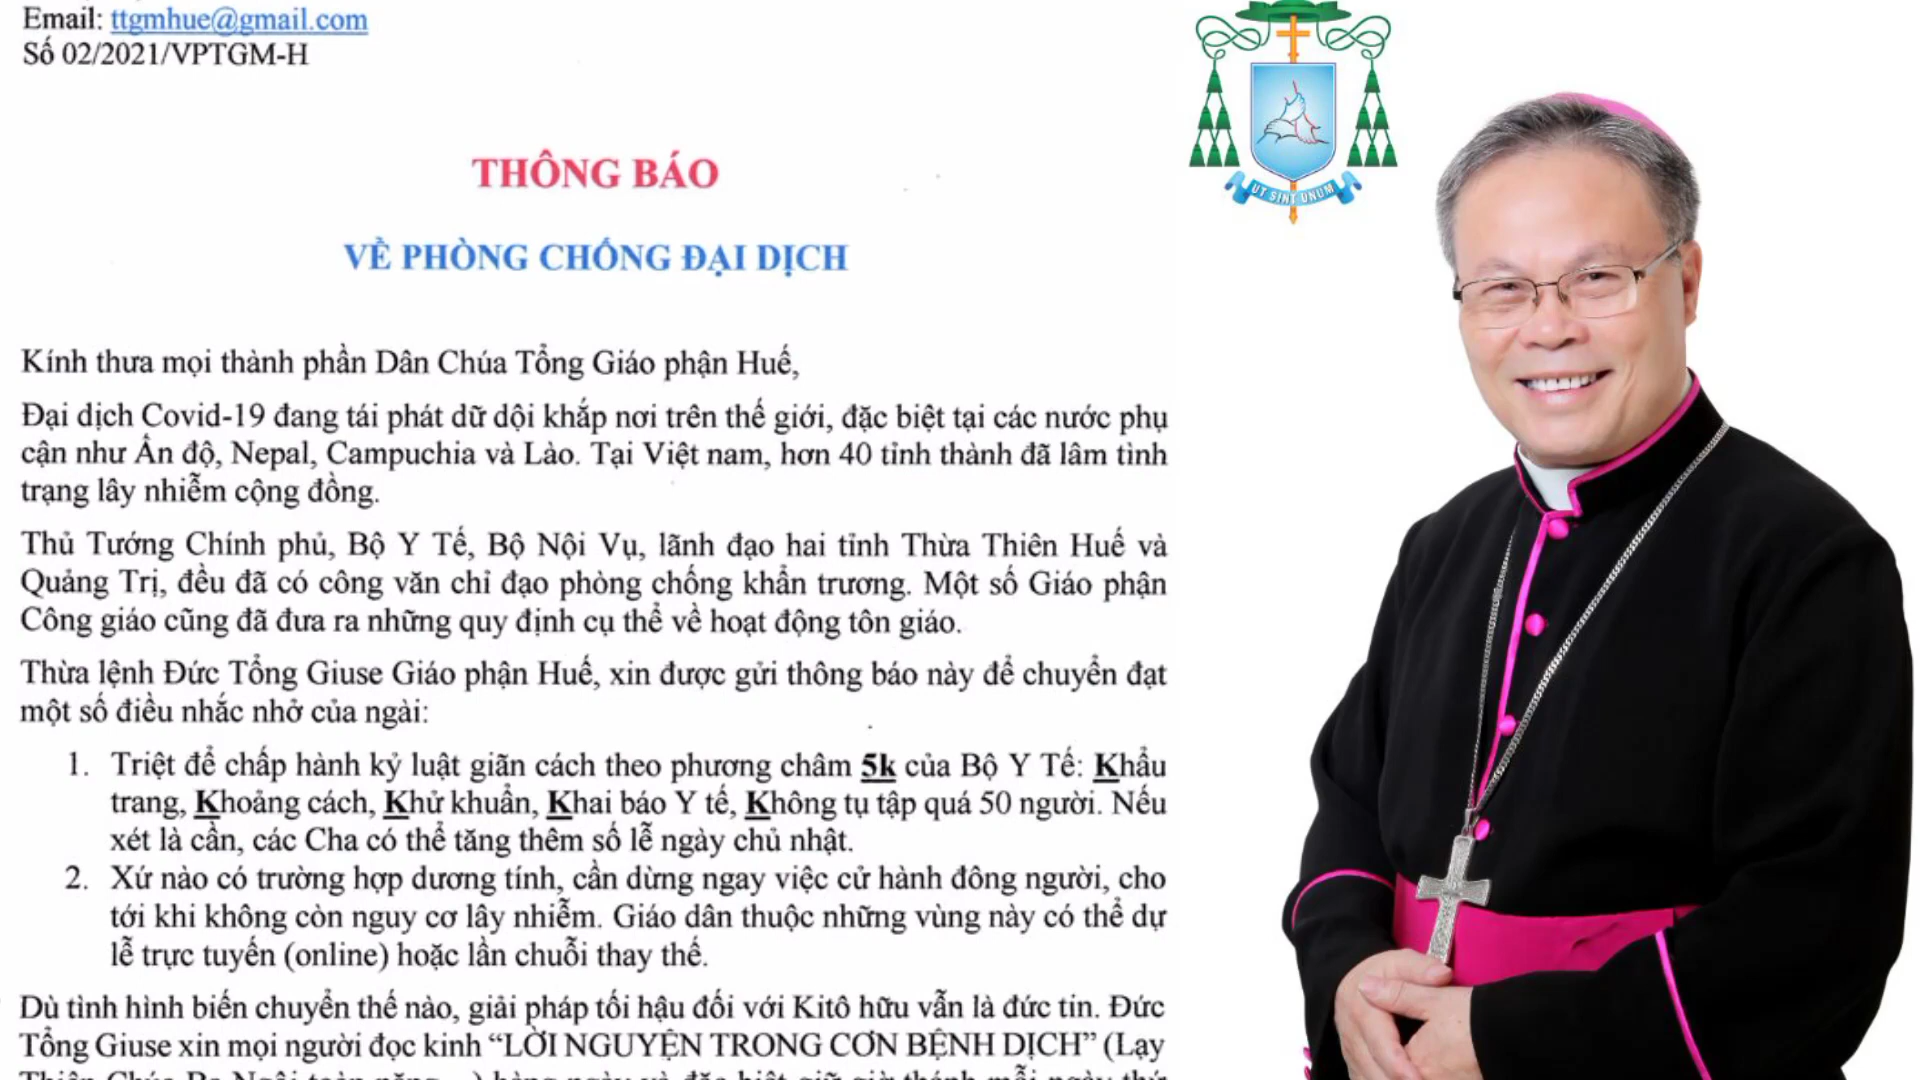 Email: ttgmhue@gmail.com
Số 02/2021/VPTGM-H
THÔNG BÁO
VỀ PHÒNG CHỐNG ĐẠI DỊCH
Kính thưa mọi thành phần Dân Chúa Tổng Giáo phận Huế,
Đại dịch Covid-19 đang tái phát dữ dội khắp nơi trên thế giới, đặc biệt tại các nước phụ
cận như Ấn độ, Nepal, Campuchia và Lào. Tại Việt nam, hơn 40 tỉnh thành đã lâm tình
trạng lây nhiễm cộng đồng.
Thủ Tướng Chính phủ, Bộ Y Tế, Bộ Nội Vụ, lãnh đạo hai tỉnh Thừa Thiên Huế và
Quảng Trị, đều đã có công văn chỉ đạo phòng chống khẩn trương. Một số Giáo phận
Công giáo cũng đã đưa ra những quy định cụ thể về hoạt động tôn giáo.
Thừa lệnh Đức Tổng Giuse Giáo phận Huế, xin được gửi thông báo này để chuyển đạt
một số điều nhắc nhở của ngài:
1. Triệt để chấp hành kỷ luật giãn cách theo phương châm 5k của Bộ Y Tế: Khẩu
trang, Khoảng cách, Khử khuẩn, Khai báo Y tế, Không tụ tập quá 50 người. Nếu
xét là cần, các Cha có thể tăng thêm số lễ ngày chủ nhật.
2. Xứ nào có trường hợp dương tính, cần dừng ngay việc cử hành đông người, cho
tới khi không còn nguy cơ lây nhiễm. Giáo dân thuộc những vùng này có thể dự
lễ trực tuyến (online) hoặc lần chuỗi thay thế.
Dù tình hình biến chuyển thế nào, giải pháp tối hậu đối với Kitô hữu vẫn là đức tin. Đức
Tổng Giuse xin mọi người đọc kinh “LỜI NGUYỆN TRONG CƠN BỆNH DỊCH” (Lạy
UT SINT UNUM